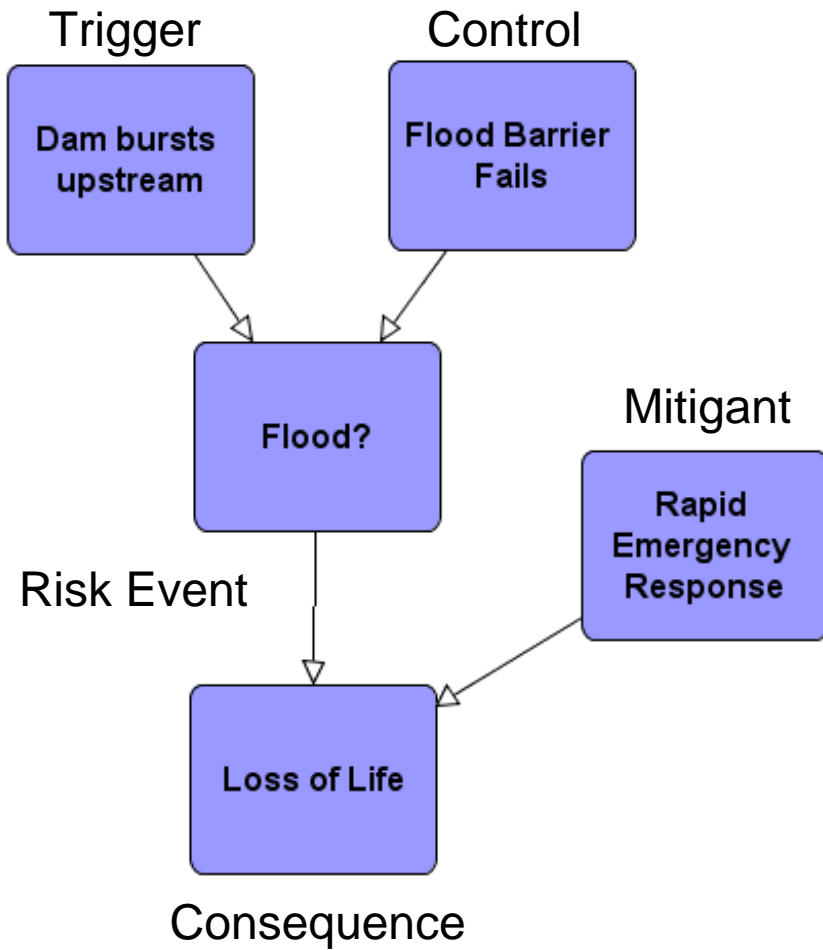 Trigger
Control
Dam bursts
upstream
Flood Barrier
Fails
Flood?
Mitigant
Rapid
Emergency
Response
Risk Event
Loss of Life
Consequence